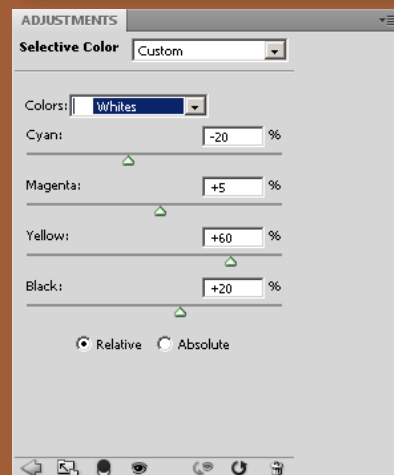 ADJUSTMENTS
Selective Color Custom
Colors: Whites
Cyan: -20 %
Magenta: +5 %
Yellow: +60 %
Black: +20 %
Relative Absolute